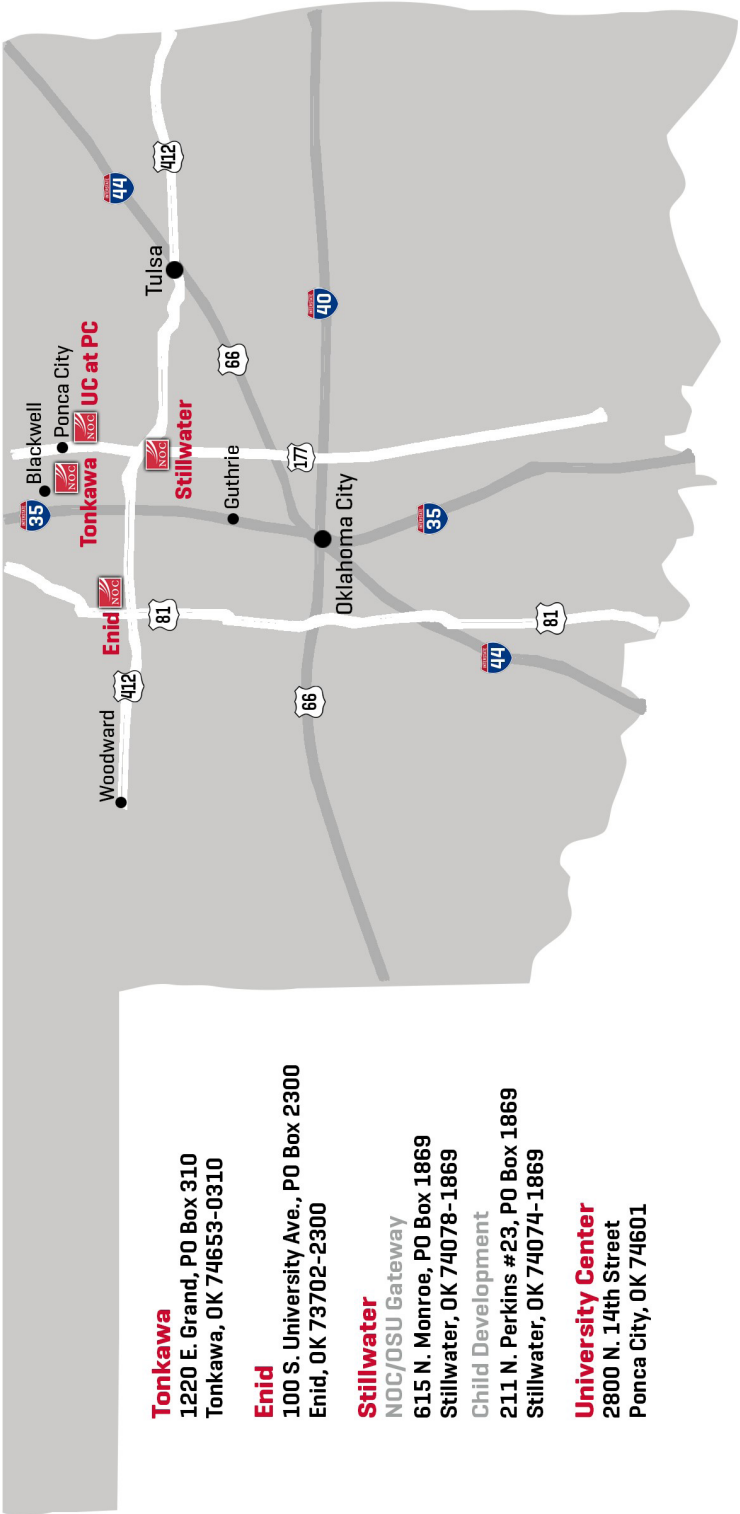 Woodward
412
Enid
NOC
81
35
Blackwell
Tonkawa
NOC
Ponca City
NOC
UC at PC
NOC
Stillwater
Guthrie
Tulsa
412
44
66
177
40
Oklahoma City
66
35
44
81
Tonkawa
1220 E. Grand, PO Box 310
Tonkawa, OK 74653-0310
Enid
100 S. University Ave., PO Box 2300
Enid, OK 73702-2300
Stillwater
NOC/OSU Gateway
615 N. Monroe, PO Box 1869
Stillwater, OK 74078-1869
Child Development
211 N. Perkins #23, PO Box 1869
Stillwater, OK 74074-1869
University Center
2800 N. 14th Street
Ponca City, OK 74601